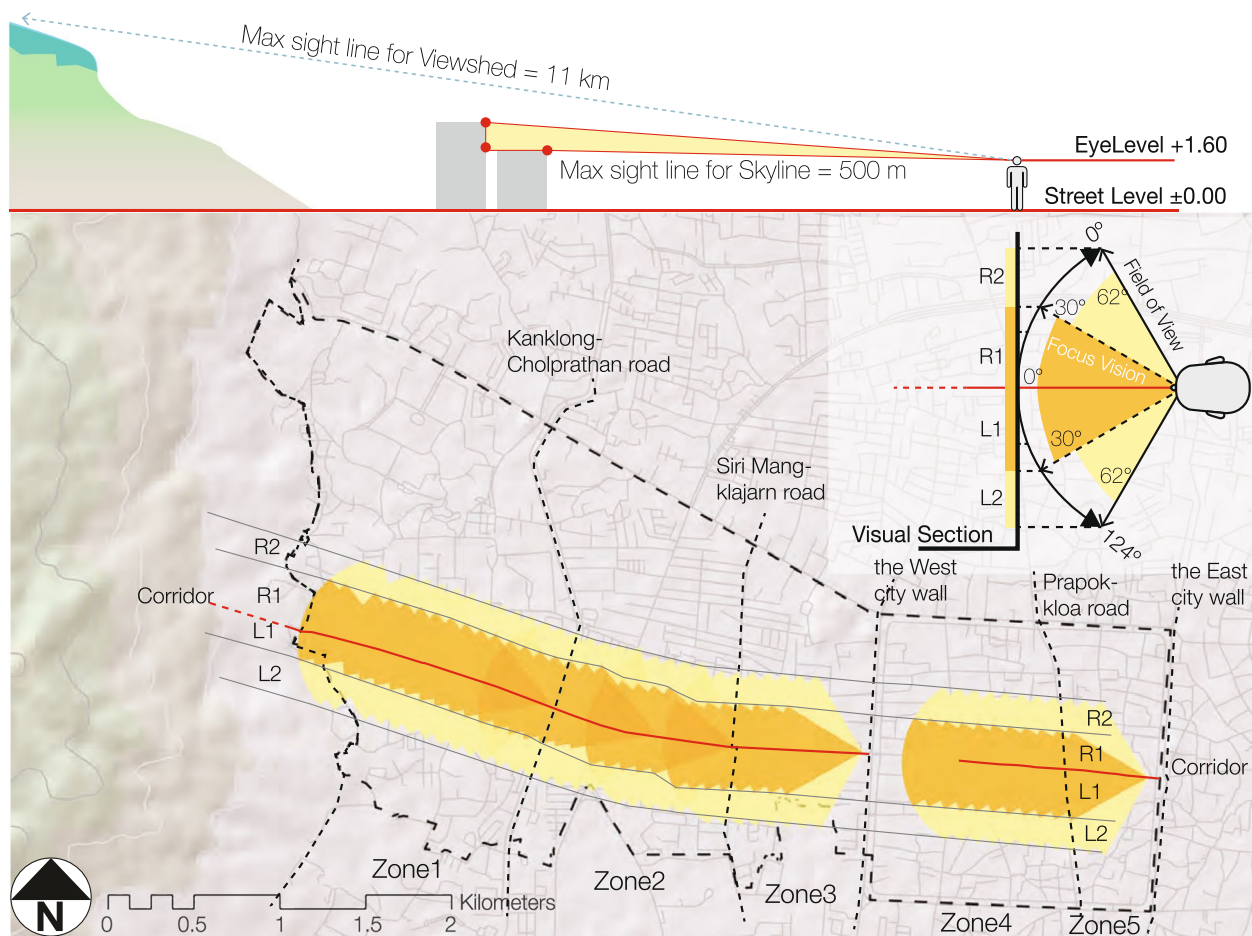 Max sight line for Viewshed = 11 km
EyeLevel +1.60
Max sight line for Skyline = 500 m
Street Level ±0.00
0°
R2
Field of View
62°
30°
R1
Focus Vision
0°
L1
30°
62°
L2
124°
Visual Section
Kanklong-
Cholprathan road
Siri Mang-
klajarn road
the West
city wall
Prapok-
kloa road
the East
city wall
R2
R1
Corridor
L1
L2
R2
R1
Corridor
L1
L2
Zone1
Zone2
Zone3
Zone4
Zone5
N
0
0.5
1
1.5
2
Kilometers